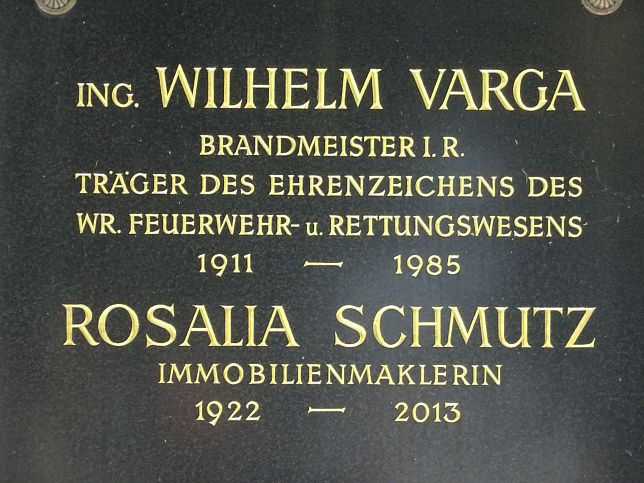 ING. WILHELM VARGA
BRANDMEISTER I. R.
TRÄGER DES EHRENZEICHENS DES
WR. FEUERWEHR- u. RETTUNGSWESENS
1911 — 1985
ROSALIA SCHMUTZ
IMMOBILIENMAKLERIN
1922 — 2013